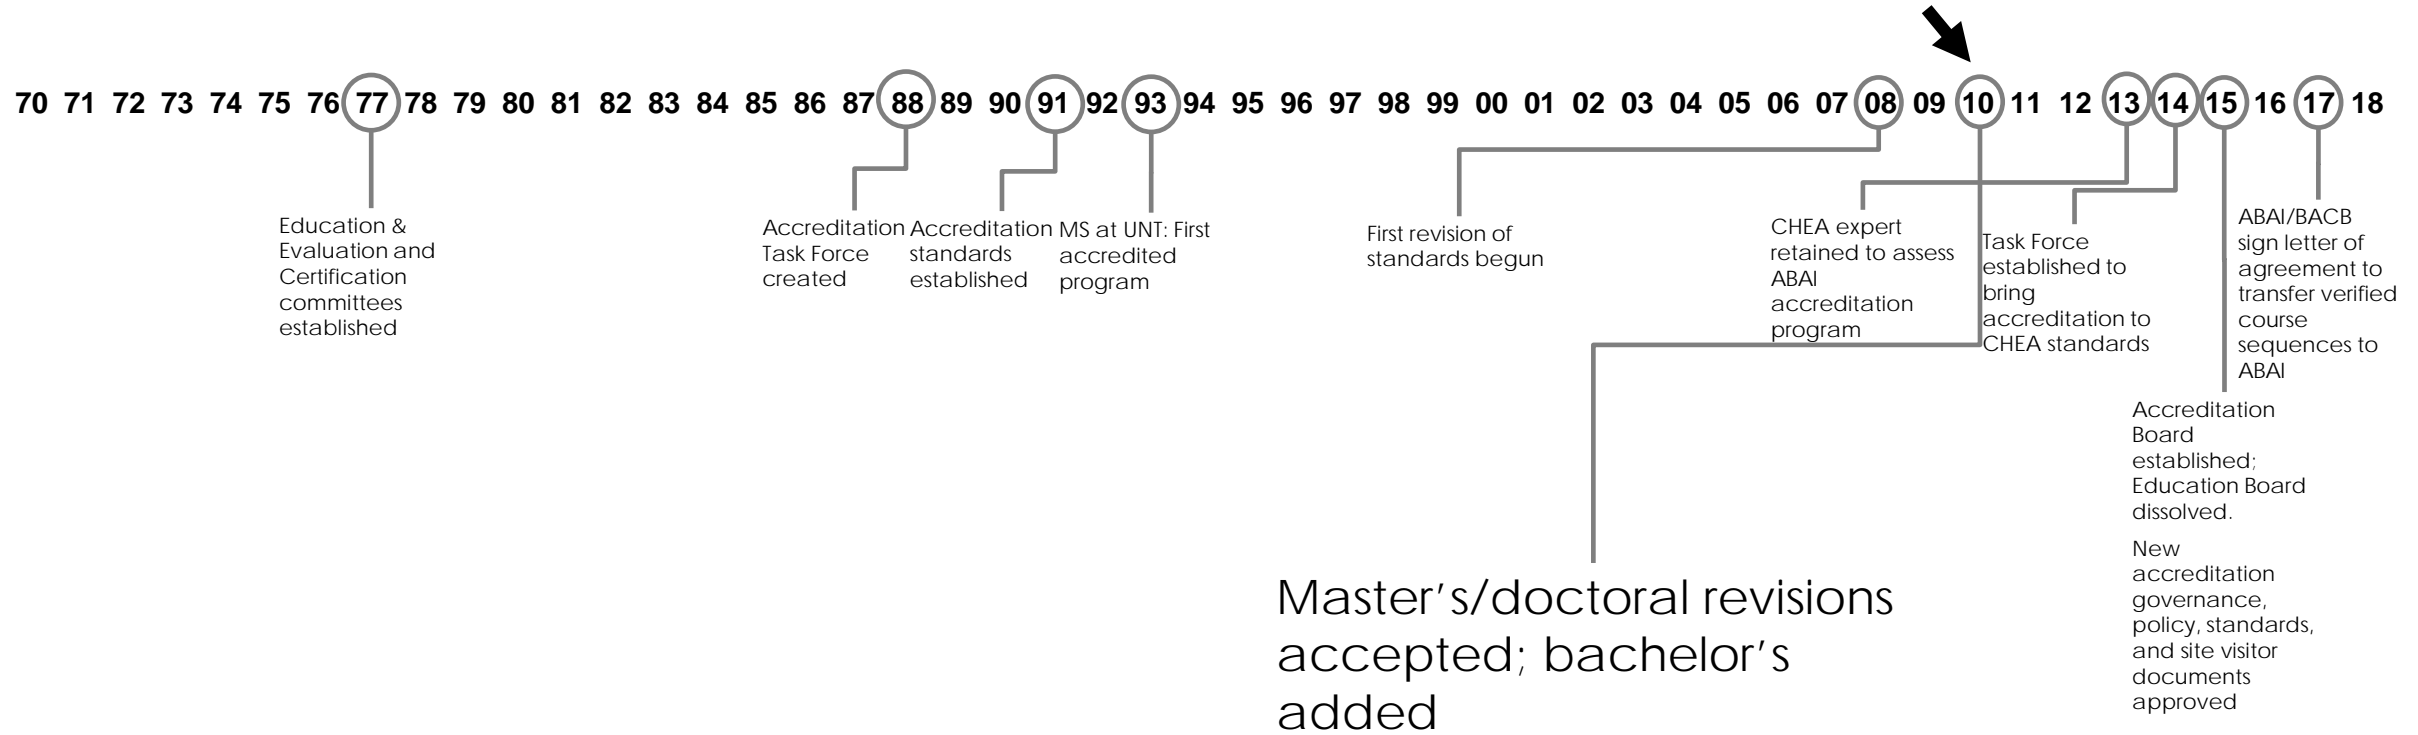 70 71 72 73 74 75 76 77 78 79 80 81 82 83 84 85 86 87 88 89 90 91 92 93 94 95 96 97 98 99 00 01 02 03 04 05 06 07 08 09 10 11 12 13 14 15 16 17 18
Education &
Evaluation and
Certification
committees
established
Accreditation
Task Force
created
Accreditation
standards
established
MS at UNT: First
accredited
program
First revision of
standards begun
Master's/doctoral revisions
accepted; bachelor's
added
CHEA expert
retained to assess
ABAI
accreditation
program
Task Force
established to
bring
accreditation to
CHEA standards
Accreditation
Board
established;
Education Board
dissolved.
New
accreditation
governance,
policy, standards,
and site visitor
documents
approved
ABAI/BACB
sign letter of
agreement to
transfer verified
course
sequences to
ABAI